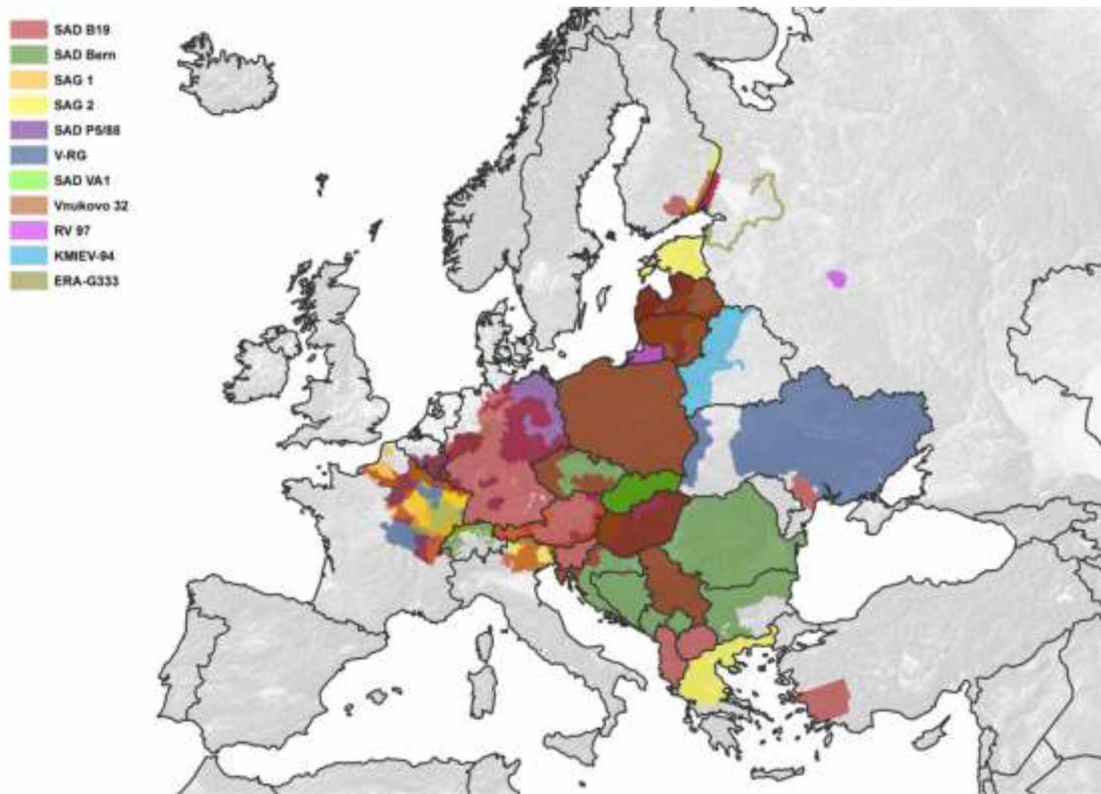 SAD B19
SAD Bern
SAG 1
SAG 2
SAD P5/88
V-RG
SAD VA1
Vnukovo 32
RV 97
KMIEV-94
ERA-G333